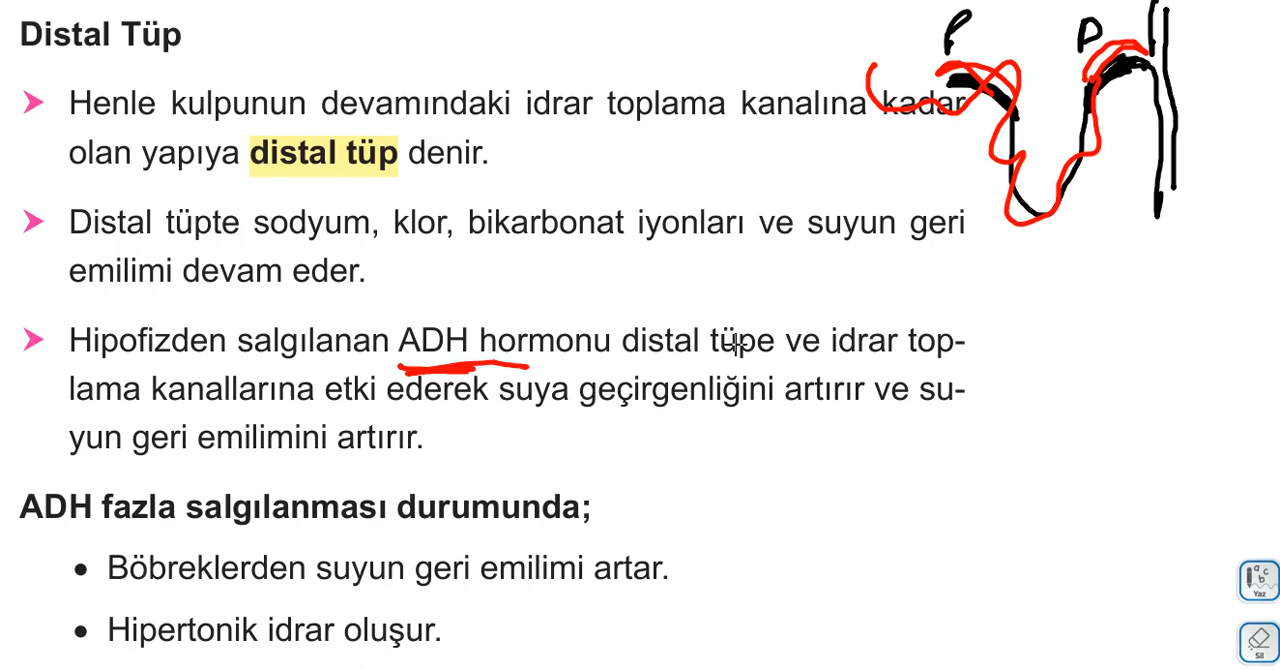 Distal Tüp
P
D
Henle kulpunun devamındaki idrar toplama kanalına kadar
olan yapıya distal tüp denir.
Distal tüpte sodyum, klor, bikarbonat iyonları ve suyun geri
emilimi devam eder.
Hipofizden salgılanan ADH hormonu distal tüpe ve idrar top-
lama kanallarına etki ederek suya geçirgenliğini artırır ve su-
yun geri emilimini artırır.
ADH fazla salgılanması durumunda;
• Böbreklerden suyun geri emilimi artar.
• Hipertonik idrar oluşur.
a b c
Yaz
Sil